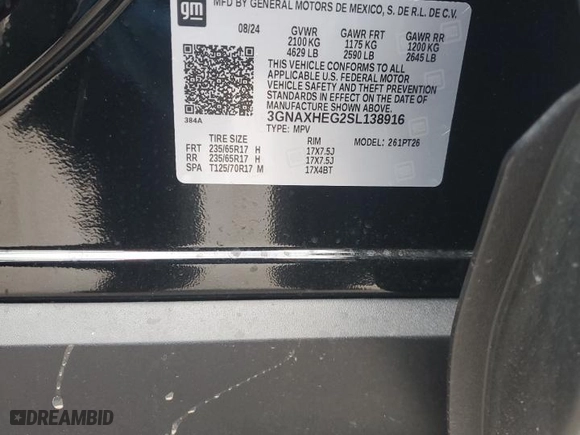 gm
MFD BY GENERAL MOTORS DE MEXICO, S. DE R.L. DE C.V.
08/24 GVWR GAWR FRT GAWR RR
2100 KG 1175 KG 1200 KG
4629 LB 2590 LB 2645 LB
THIS VEHICLE CONFORMS TO ALL
APPLICABLE U.S. FEDERAL MOTOR
VEHICLE SAFETY AND THEFT PREVENTION
STANDARDS IN EFFECT ON THE DATE OF
MANUFACTURE SHOWN ABOVE.
384A 3GNAXHEG2SL138916
TYPE: MPV MODEL: 261PT26
TIRE SIZE RIM
FRT 235/65R17 H 17X7.5J
RR 235/65R17 H 17X7.5J
SPA T125/70R17 M 17X4BT
DREAMBID